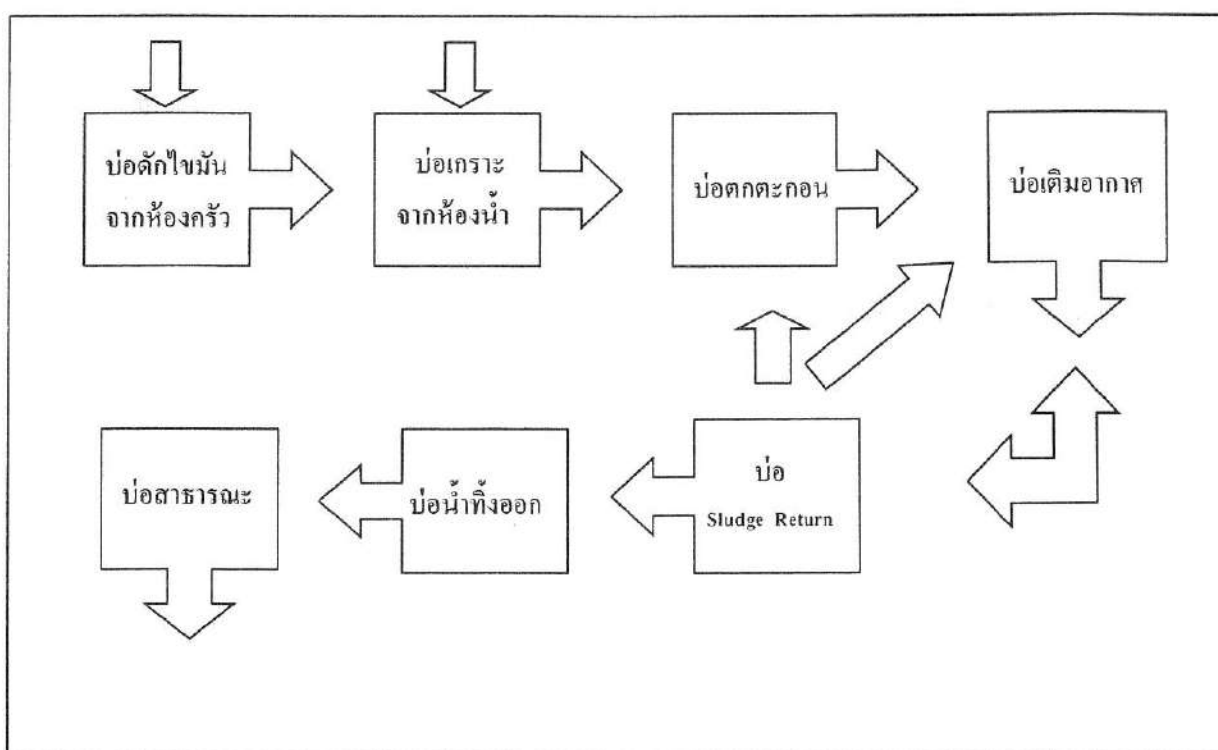 บ่อดักไขมัน
จากห้องครัว
บ่อเกราะ
จากห้องน้ำ
บ่อตกตะกอน
บ่อเติมอากาศ
บ่อสาธารณะ
บ่อน้ำทิ้งออก
บ่อ
Sludge Return